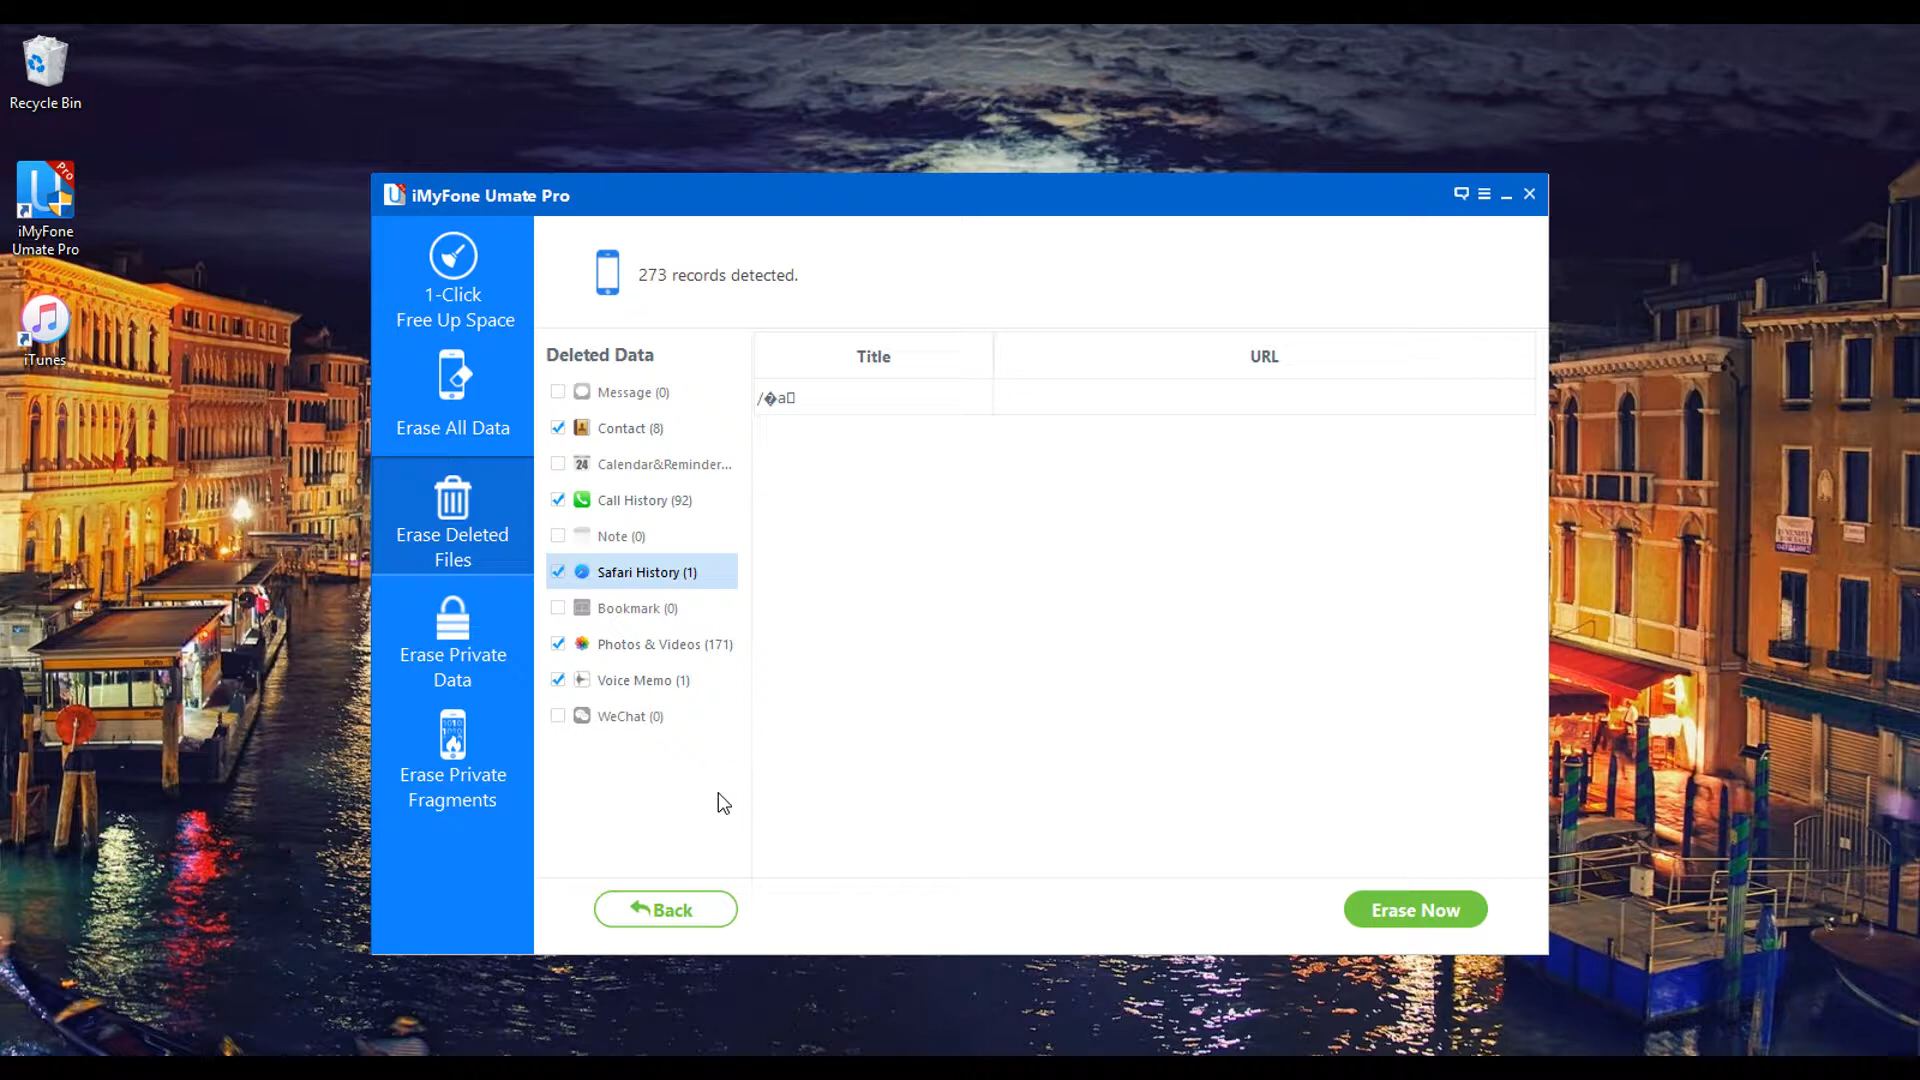 Recycle Bin
iMyFone
Umate Pro
iTunes
iMyFone Umate Pro
1-Click
Free Up Space
Erase All Data
Erase Deleted
Files
Erase Private
Data
Erase Private
Fragments
273 records detected.
Deleted Data
Message (0)
Contact (8)
Calendar&Reminder...
Call History (92)
Note (0)
Safari History (1)
Bookmark (0)
Photos & Videos (171)
Voice Memo (1)
WeChat (0)
Title
URL
/�a▯
Back
Erase Now